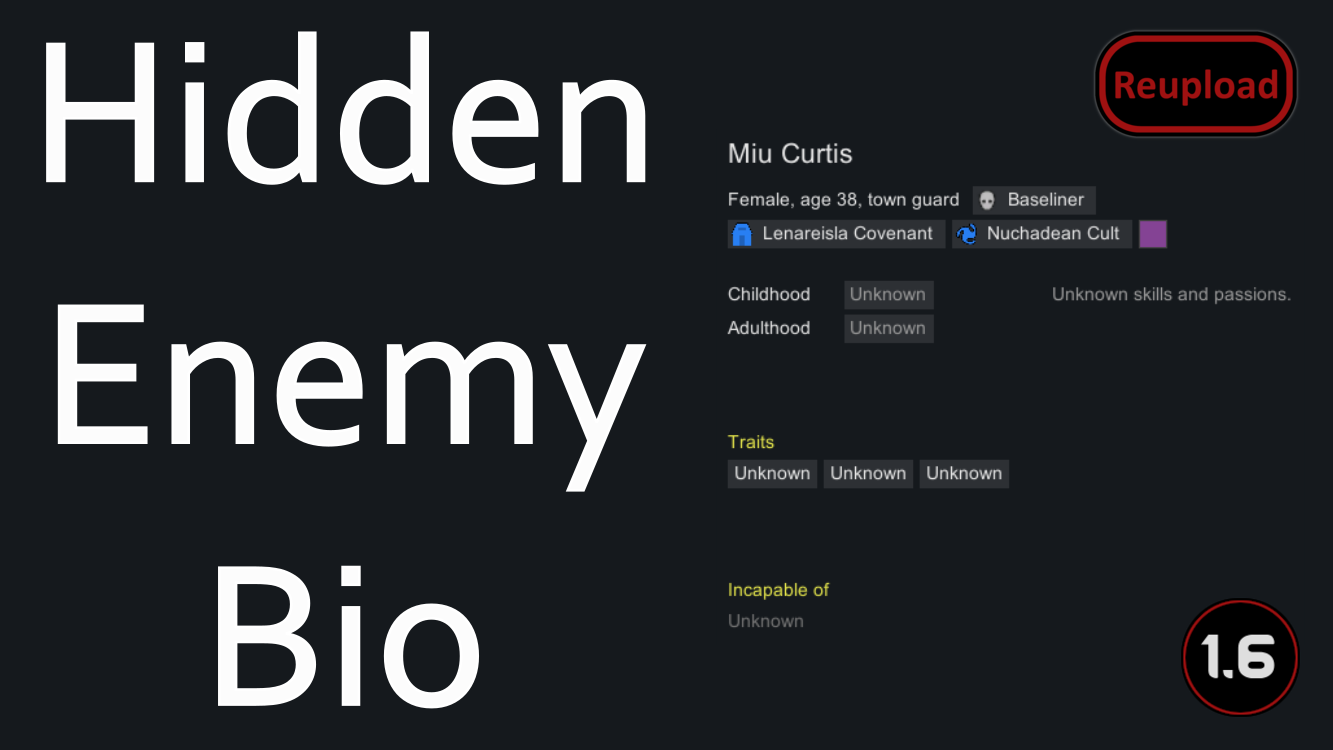 Hidden
Enemy
Bio
Reupload
Miu Curtis
Female, age 38, town guard Baseliner
Lenareisla Covenant Nuchadean Cult
Childhood Unknown Unknown skills and passions.
Adulthood Unknown
Traits
Unknown Unknown Unknown
Incapable of
Unknown
1.6